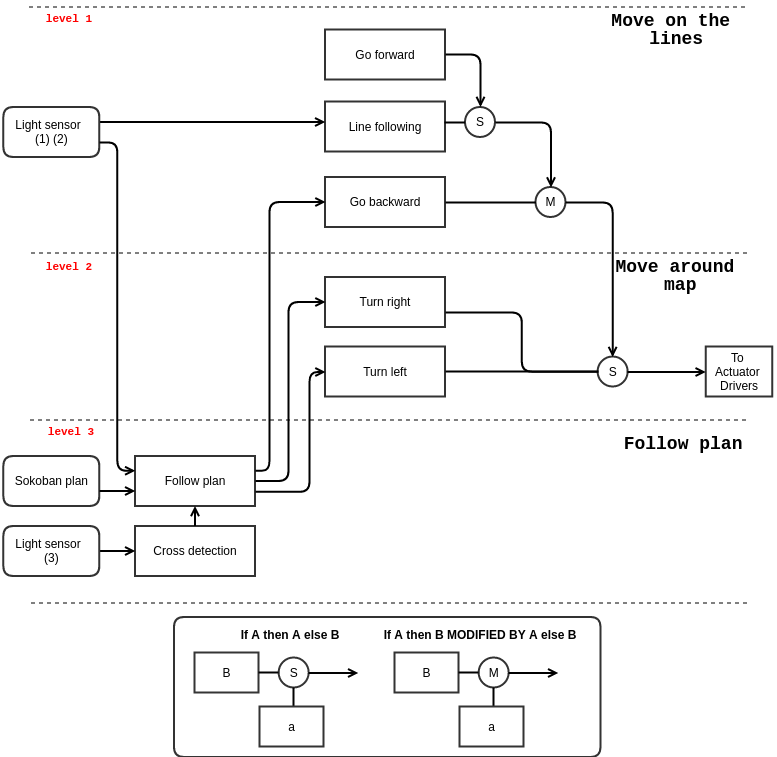 level 1
Move on the
lines
Go forward
Light sensor
(1) (2)
Line following
S
Go backward
M
level 2
Move around
map
Turn right
Turn left
S
To
Actuator
Drivers
level 3
Follow plan
Sokoban plan
Follow plan
Light sensor
(3)
Cross detection
If A then A else B
If A then B MODIFIED BY A else B
B
S
B
M
a
a